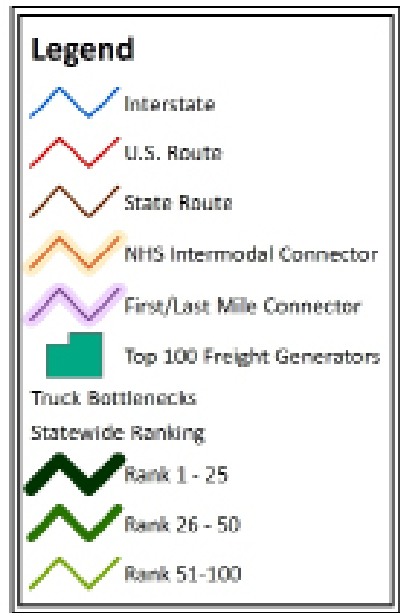 Legend
Interstate
U.S. Route
State Route
NHS Intermodal Connector
First/Last Mile Connector
Top 100 Freight Generators
Truck Bottlenecks
Statewide Ranking
Rank 1 - 25
Rank 26 - 50
Rank 51-100